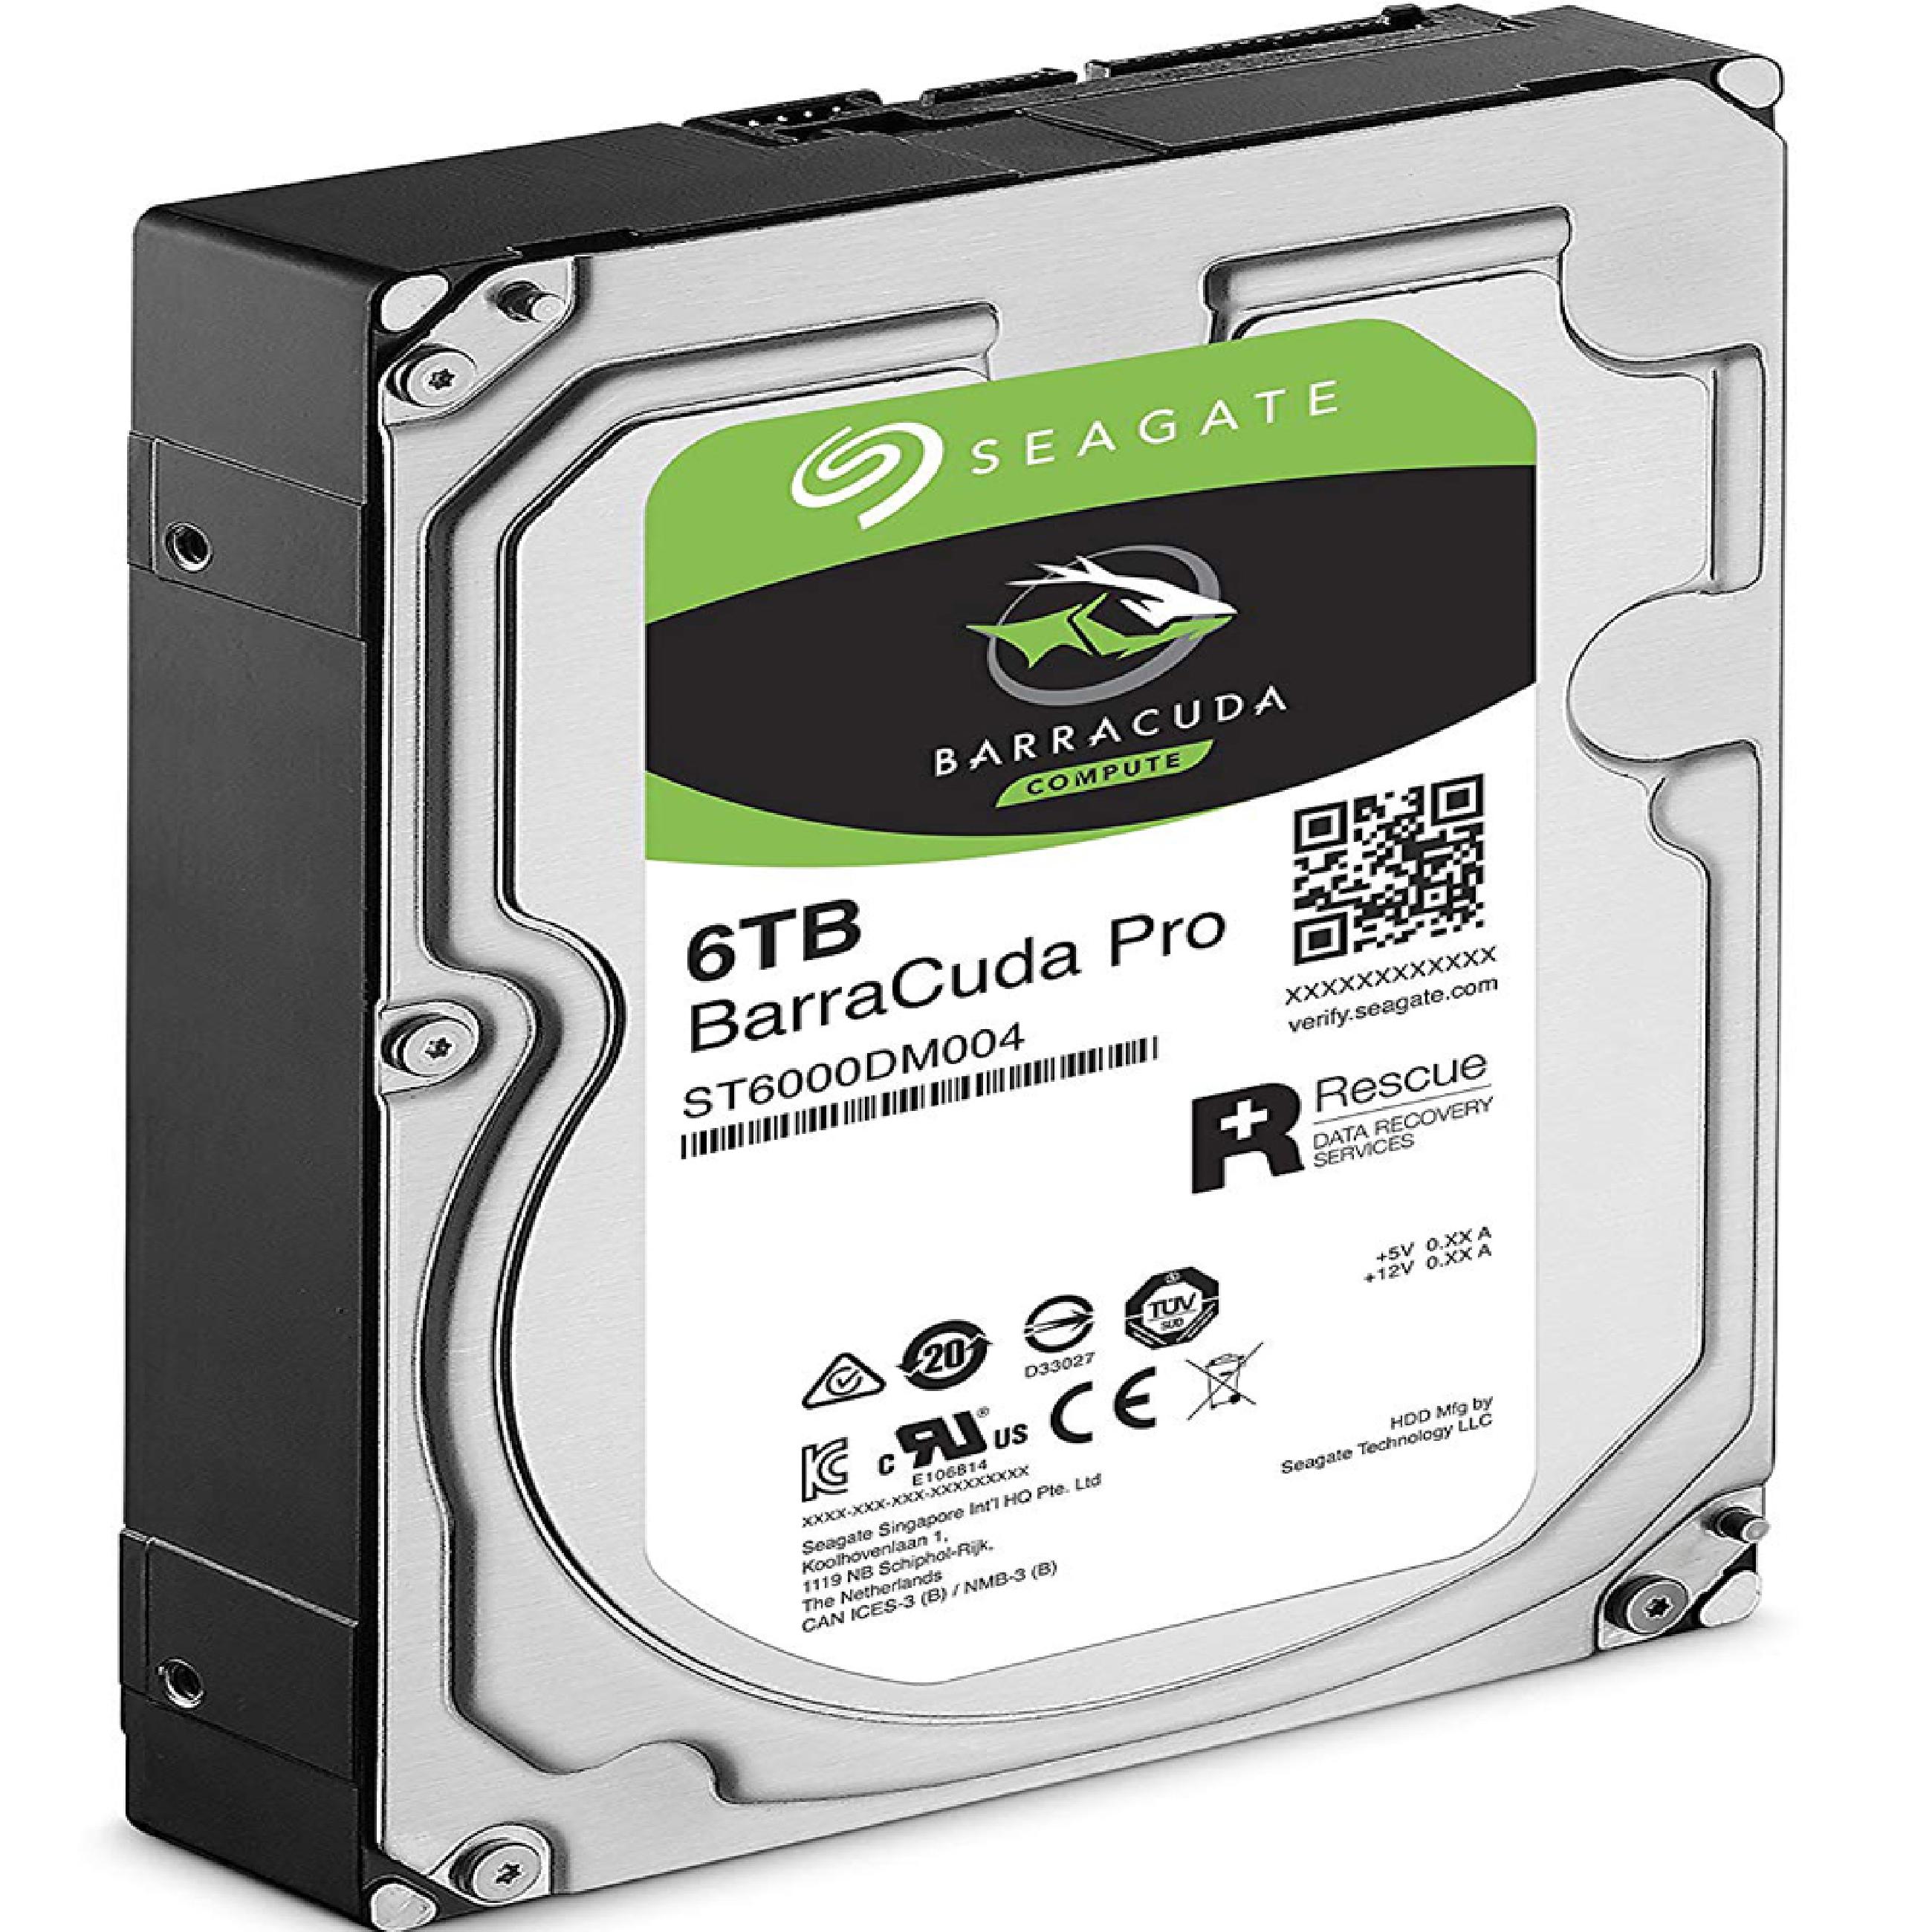 SEAGATE
BARRACUDA
COMPUTE
6TB
BarraCuda Pro
ST6000DM004
XXXXXXXXXXXX
verify.seagate.com
R Rescue
DATA RECOVERY
SERVICES
+5V 0.XX A
+12V 0.XX A
20
D33027
TÜV
SÜD
c RU® US
E106814
CE
XXXX-XXX-XXX-XXXXXXXXX
Seagate Singapore Int'l HQ Pte. Ltd
Koolhovenlaan 1,
1119 NB Schiphol-Rijk,
The Netherlands
CAN ICES-3 (B) / NMB-3 (B)
HDD Mfg by
Seagate Technology LLC